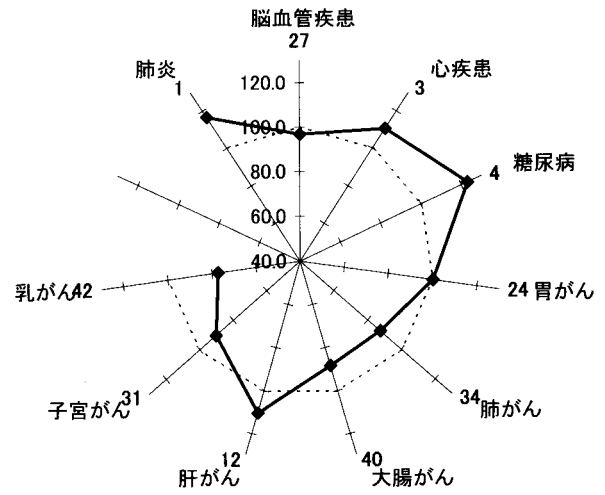 脳血管疾患
27
肺炎
1
心疾患
3
120.0
100.0
80.0
60.0
40.0
糖尿病
4
24 胃がん
乳がん42
34
肺がん
子宮がん31
12
肝がん
40
大腸がん